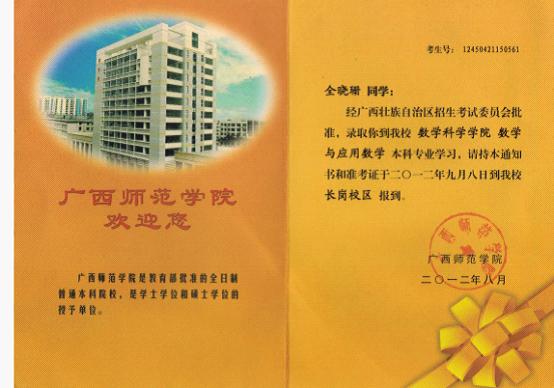 广西师范学院
欢迎您
广西师范学院是教育部批准的全日制
普通本科院校,是学士学位和硕士学位的
授予单位。
考生号: 12450421150561
全晓珊 同学:
经广西壮族自治区招生考试委员会批
准,录取你到我校 数学科学学院 数学
与应用数学 本科专业学习,请持本通知
书和准考证于二〇一二年九月八日到我校
长岗校区 报到。
广西师范学院
二〇一二年八月